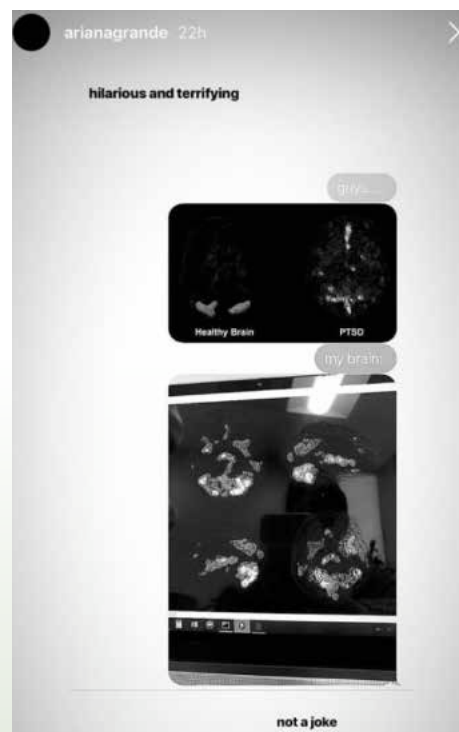 arianagrande 22h
hilarious and terrifying
guys....
Healthy Brain PTSD
my brain:
not a joke